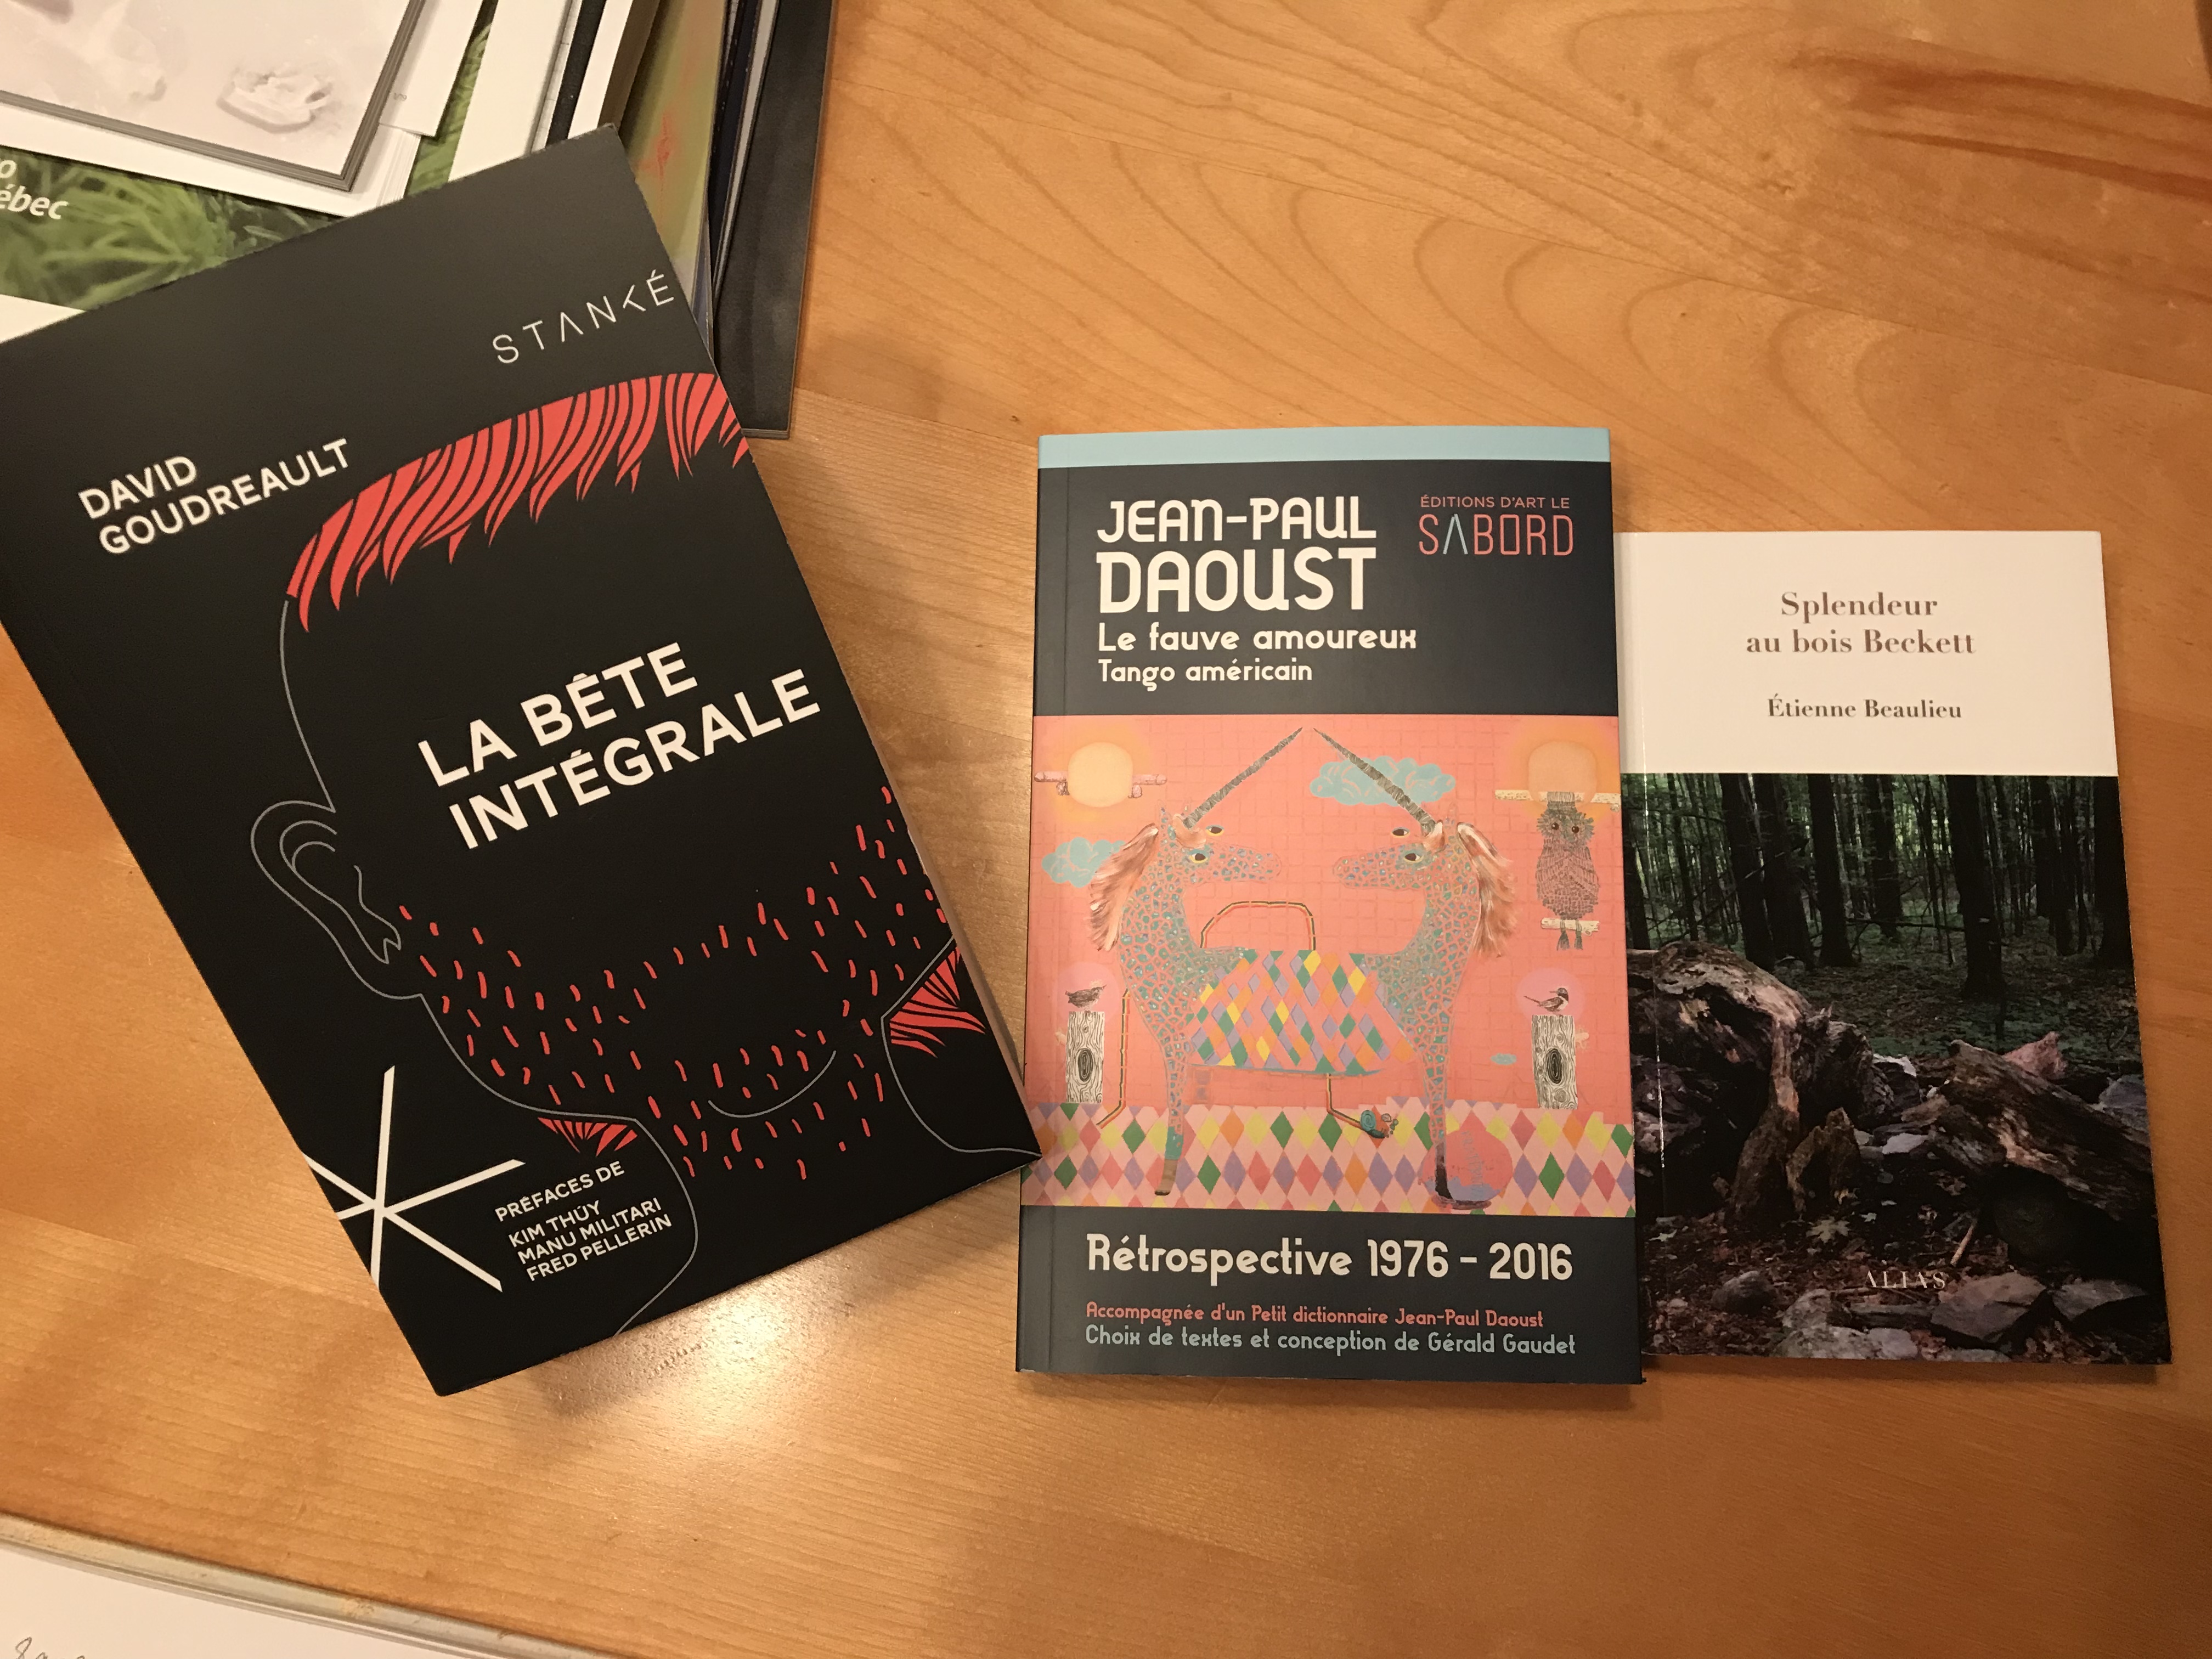 ébec
STANKÉ
DAVID
GOUDREAULT
LA BÊTE
INTÉGRALE
PRÉFACES DE
KIM THÚY
MANU MILITARI
FRED PELLERIN
JEAN-PAUL
DAOUST
Le fauve amoureux
Tango américain
ÉDITIONS D'ART LE
SABORD
Rétrospective 1976 - 2016
Accompagnée d'un Petit dictionnaire Jean-Paul Daoust
Choix de textes et conception de Gérald Gaudet
Splendeur
au bois Beckett
Étienne Beaulieu
ALIAS